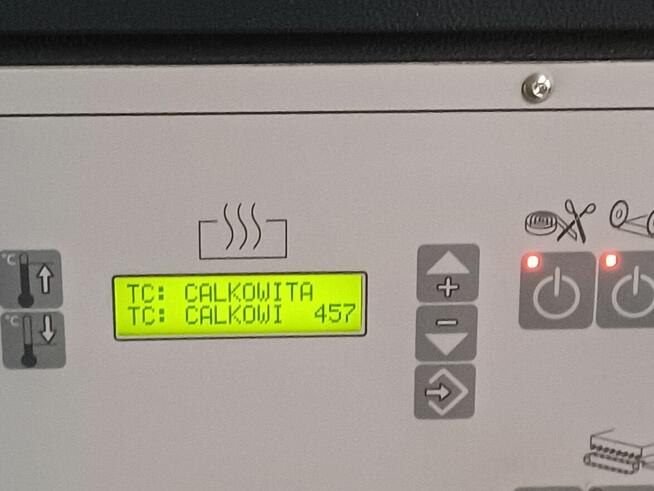 °C
°C
TC: CALKOWITA
TC: CALKOWI 457
+
-